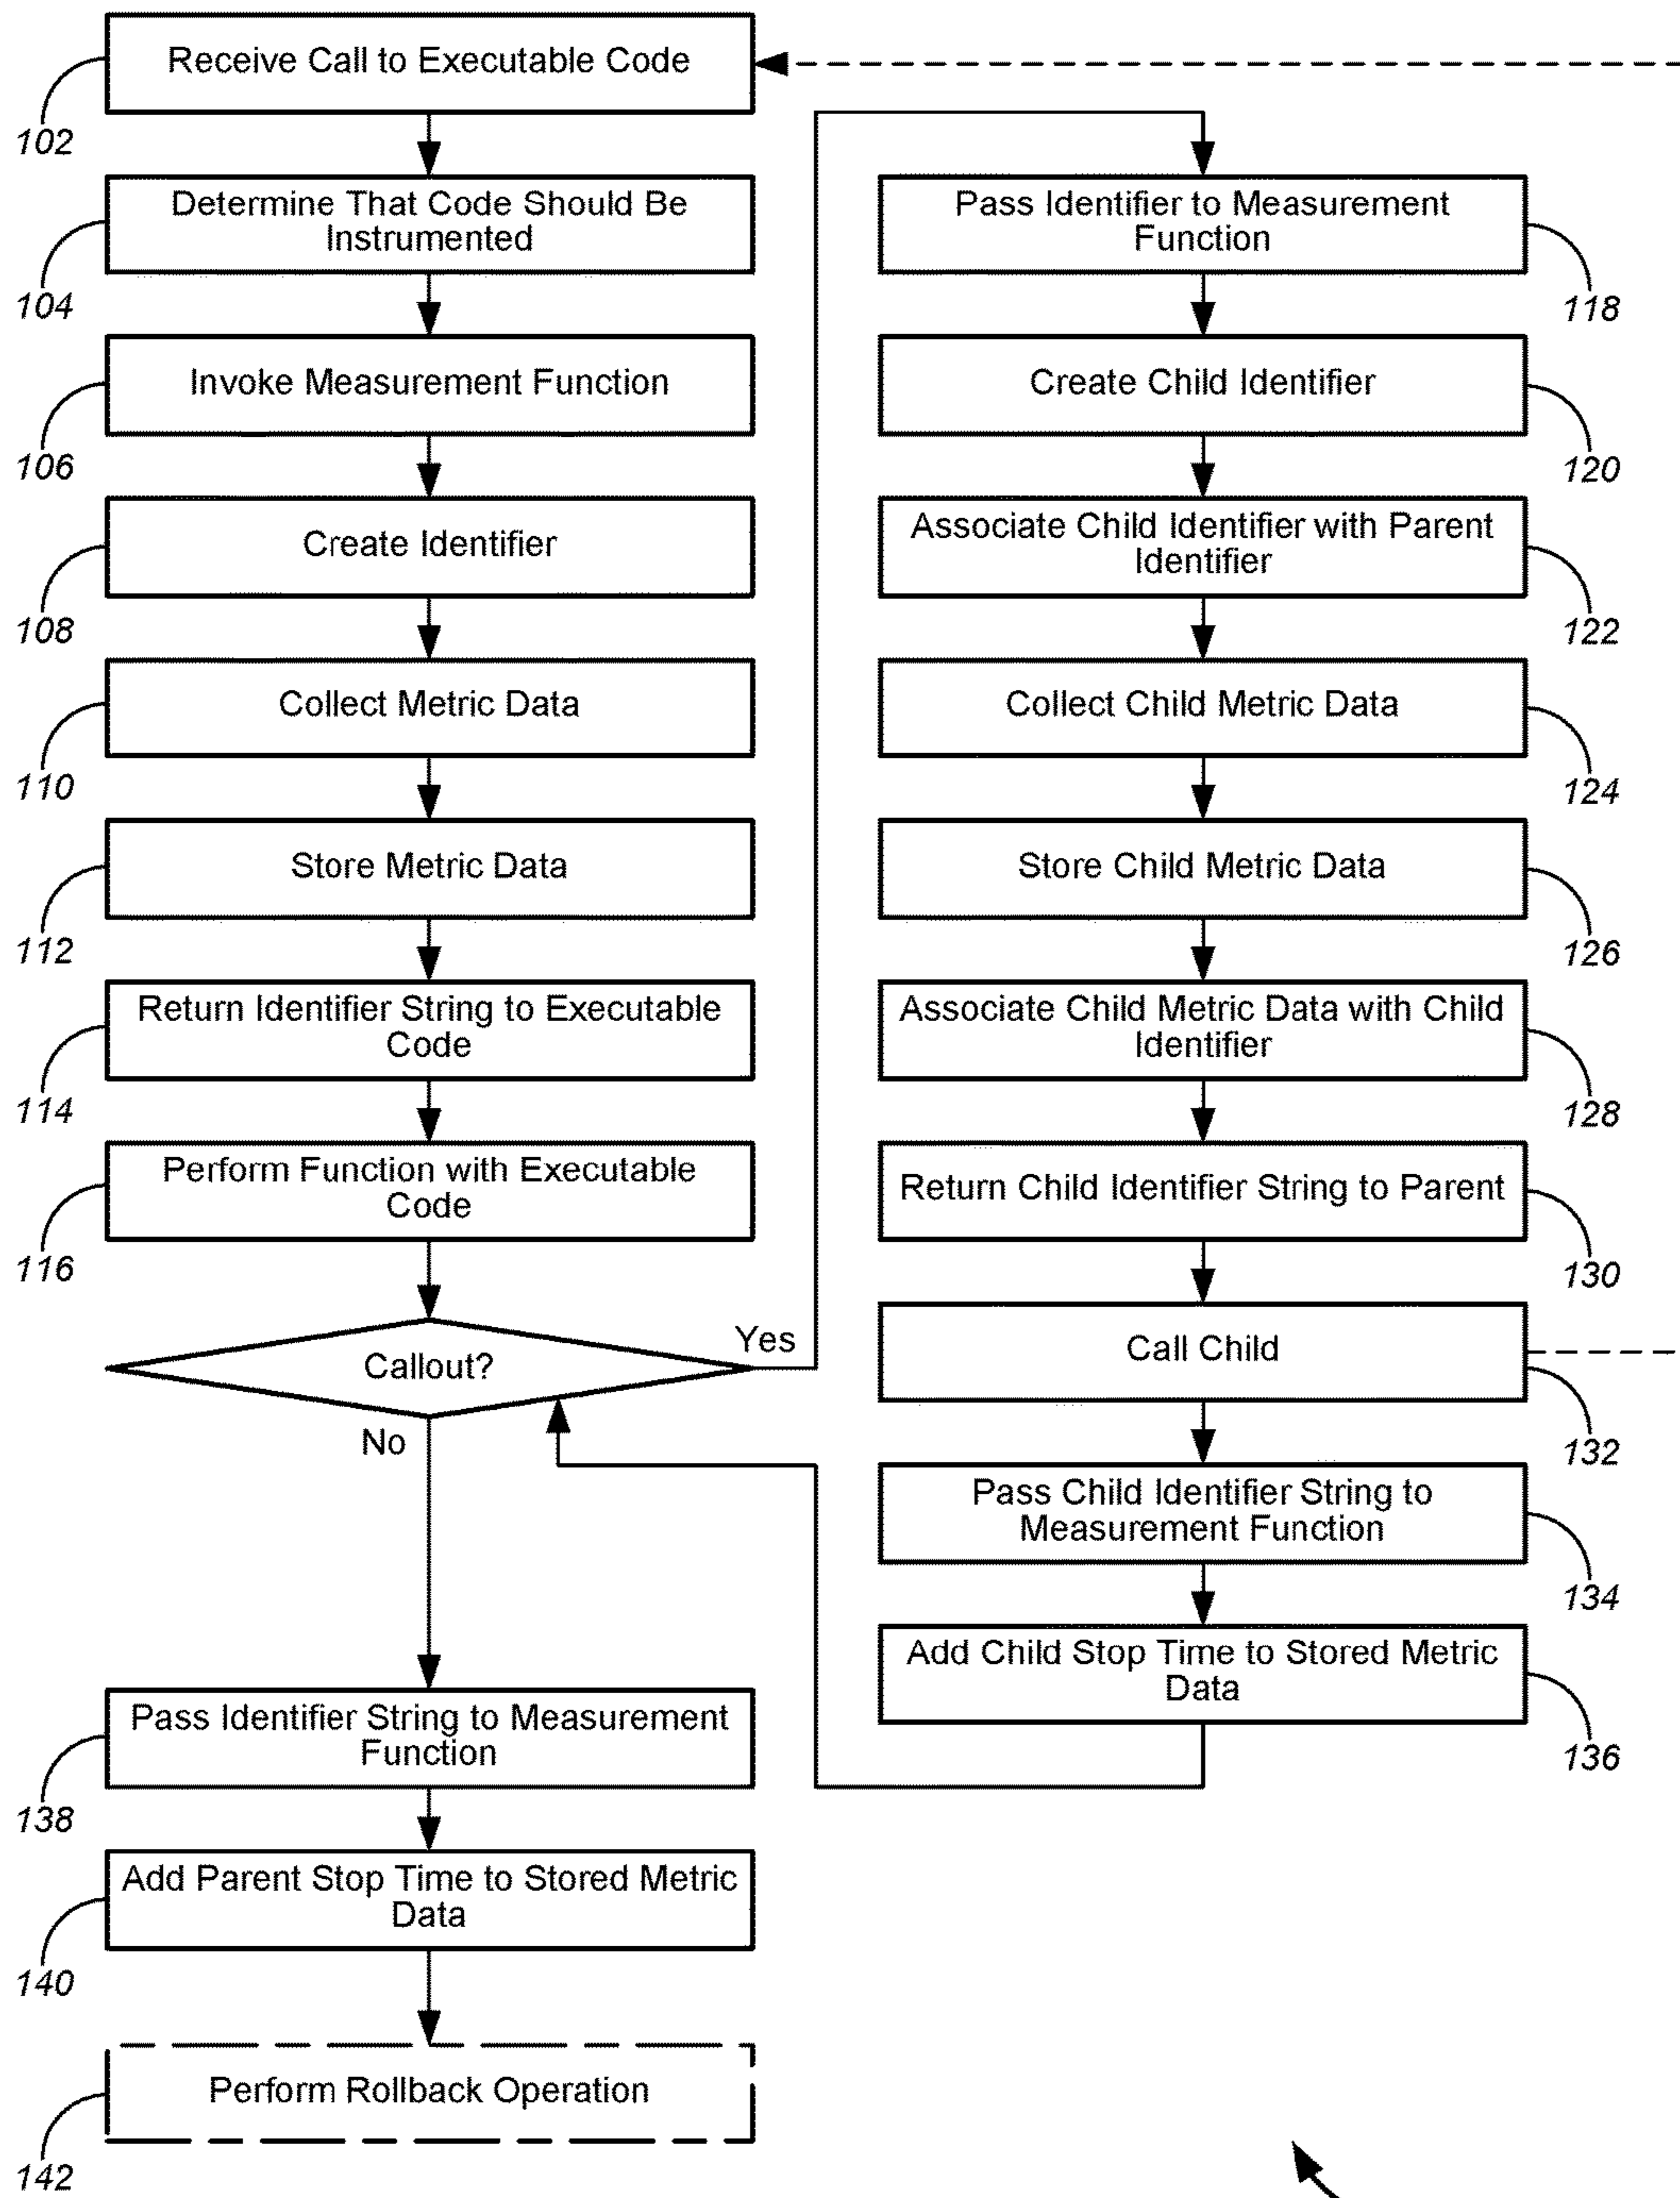 Receive Call to Executable Code
102
Determine That Code Should Be
Instrumented
104
Invoke Measurement Function
106
Create Identifier
108
Collect Metric Data
110
Store Metric Data
112
Return Identifier String to Executable
Code
114
Perform Function with Executable
Code
116
Callout?
Yes
No
Pass Identifier to Measurement
Function
118
Create Child Identifier
120
Associate Child Identifier with Parent
Identifier
122
Collect Child Metric Data
124
Store Child Metric Data
126
Associate Child Metric Data with Child
Identifier
128
Return Child Identifier String to Parent
130
Call Child
132
Pass Child Identifier String to
Measurement Function
134
Add Child Stop Time to Stored Metric
Data
136
Pass Identifier String to Measurement
Function
138
Add Parent Stop Time to Stored Metric
Data
140
Perform Rollback Operation
142